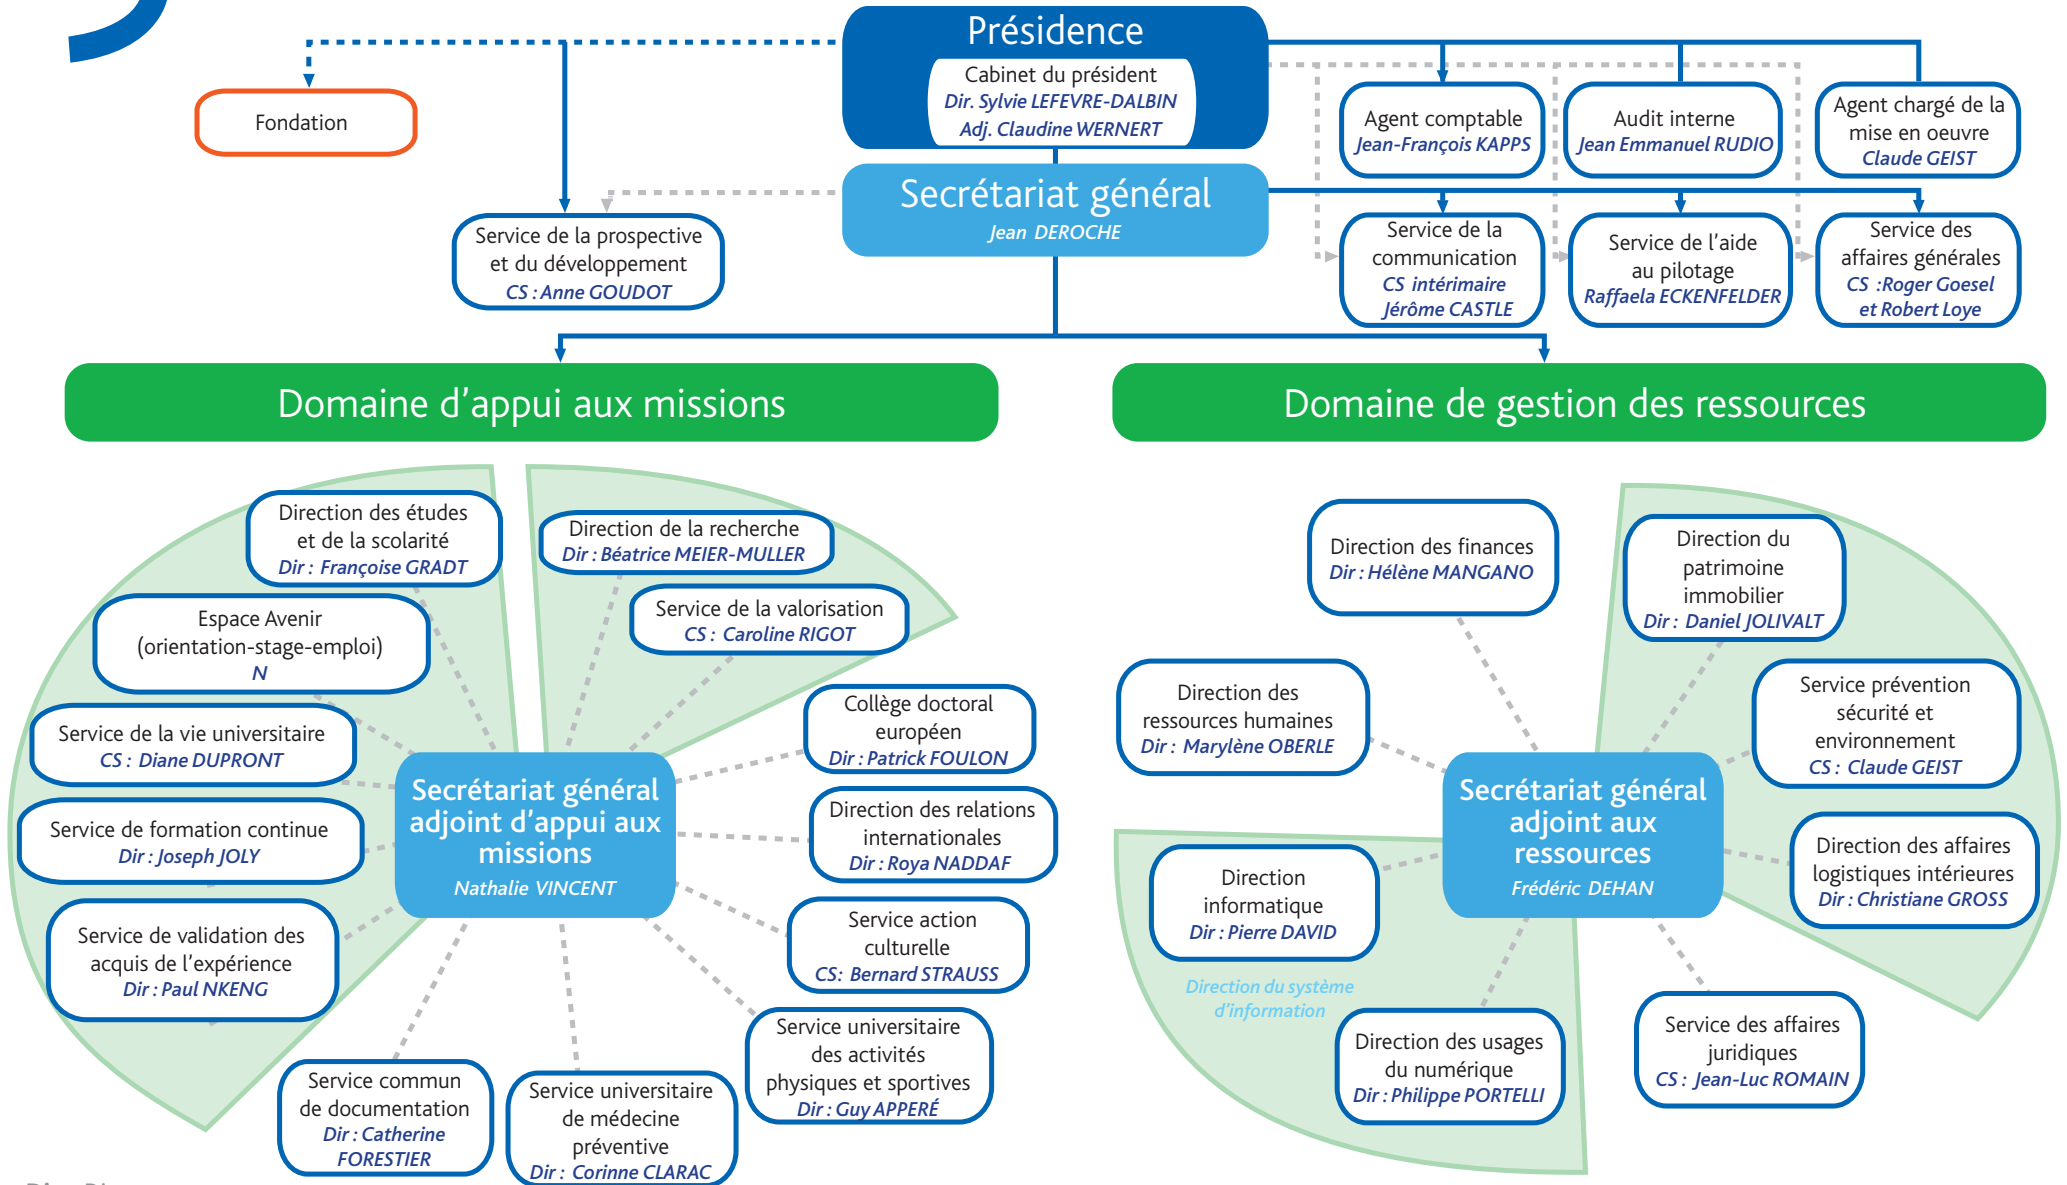 Présidence
Cabinet du président
Dir. Sylvie LEFEVRE-DALBIN
Adj. Claudine WERNERT
Fondation
Agent comptable
Jean-François KAPPS
Audit interne
Jean Emmanuel RUDIO
Agent chargé de la
mise en oeuvre
Claude GEIST
Secrétariat général
Jean DEROCHE
Service de la prospective
et du développement
CS : Anne GOUDOT
Service de la
communication
CS intérimaire
Jérôme CASTLE
Service de l'aide
au pilotage
Raffaela ECKENFELDER
Service des
affaires générales
CS :Roger Goesel
et Robert Loye
Domaine d'appui aux missions
Domaine de gestion des ressources
Direction des études
et de la scolarité
Dir : Françoise GRADT
Direction de la recherche
Dir : Béatrice MEIER-MULLER
Espace Avenir
(orientation-stage-emploi)
N
Service de la valorisation
CS : Caroline RIGOT
Service de la vie universitaire
CS : Diane DUPRONT
Collège doctoral
européen
Dir : Patrick FOULON
Service de formation continue
Dir : Joseph JOLY
Secrétariat général
adjoint d'appui aux
missions
Nathalie VINCENT
Direction des relations
internationales
Dir : Roya NADDAF
Service de validation des
acquis de l'expérience
Dir : Paul NKENG
Service action
culturelle
CS: Bernard STRAUSS
Service commun
de documentation
Dir : Catherine
FORESTIER
Service universitaire
de médecine
préventive
Dir : Corinne CLARAC
Service universitaire
des activités
physiques et sportives
Dir : Guy APPERÉ
Direction des finances
Dir : Hélène MANGANO
Direction du
patrimoine
immobilier
Dir : Daniel JOLIVALT
Direction des
ressources humaines
Dir : Marylène OBERLE
Service prévention
sécurité et
environnement
CS : Claude GEIST
Secrétariat général
adjoint aux
ressources
Frédéric DEHAN
Direction des affaires
logistiques intérieures
Dir : Christiane GROSS
Direction
informatique
Dir : Pierre DAVID
Direction du système
d'information
Direction des usages
du numérique
Dir : Philippe PORTELLI
Service des affaires
juridiques
CS : Jean-Luc ROMAIN